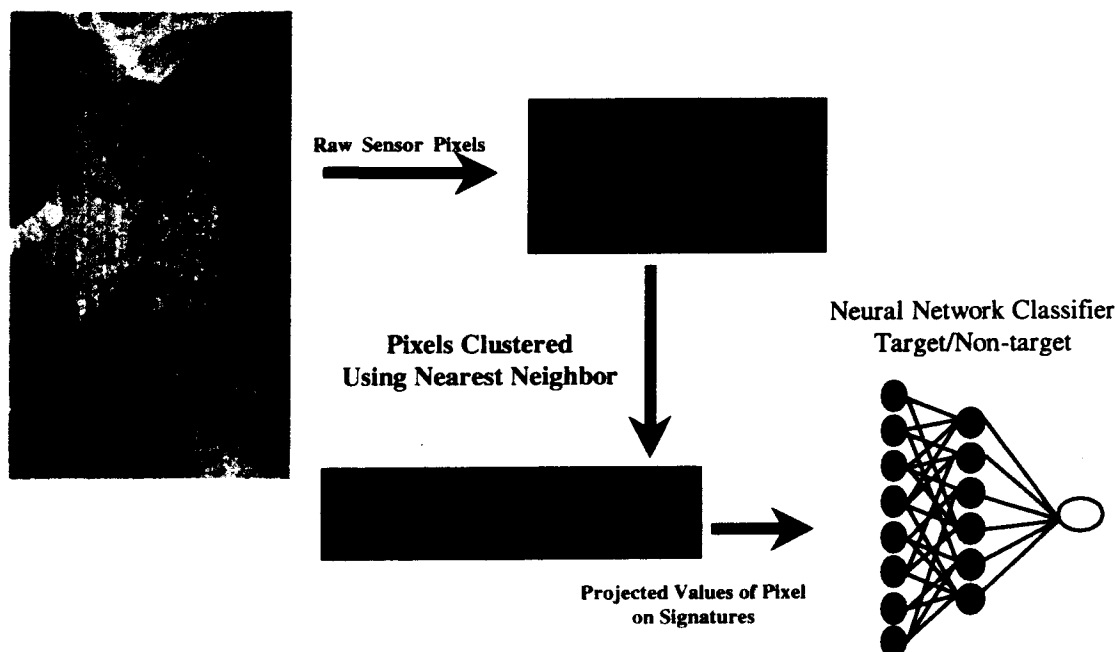 Raw Sensor Pixels
Pixels Clustered
Using Nearest Neighbor
Neural Network Classifier
Target/Non-target
Projected Values of Pixel
on Signatures